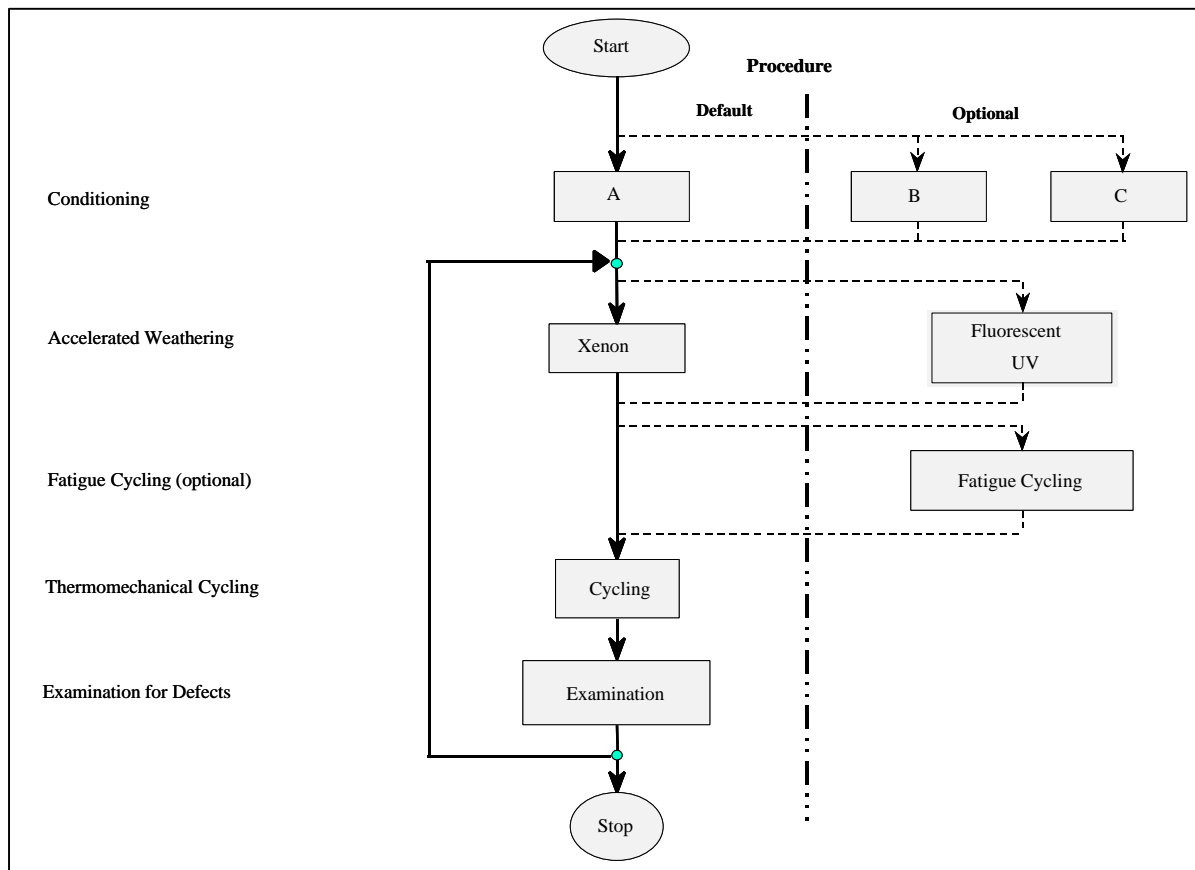 Start
Procedure
Default
Optional
Conditioning
A
B
C
Accelerated Weathering
Xenon
Fluorescent
UV
Fatigue Cycling (optional)
Fatigue Cycling
Thermomechanical Cycling
Cycling
Examination for Defects
Examination
Stop